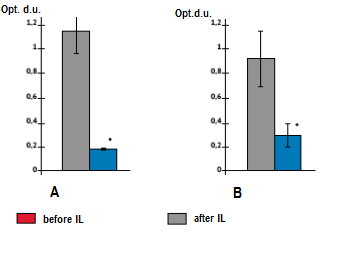 Opt. d.u.
1,2
1
0,8
0,6
0,4
0,2
0
*
A
Opt.d.u.
1,2
1
0,8
0,6
0,4
0,2
0
*
B
before IL
after IL